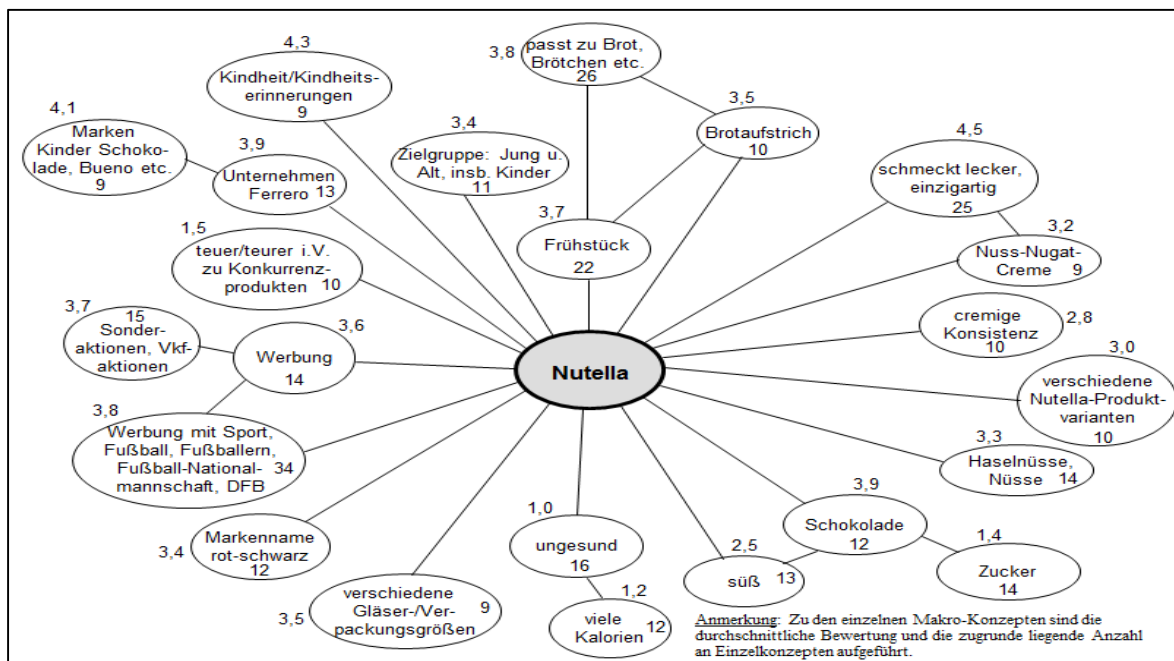 4,3
Kindheit/Kindheits-
erinnerungen
9
3,8
passt zu Brot,
Brötchen etc.
26
4,1
Marken
Kinder Schoko-
lade, Bueno etc.
9
3,9
Unternehmen
Ferrero 13
3,4
Zielgruppe: Jung u.
Alt, insb. Kinder
11
3,5
Brotaufstrich
10
4,5
schmeckt lecker,
einzigartig
25
3,7
Frühstück
22
3,2
Nuss-Nugat-
Creme 9
1,5
teuer/teurer i.V.
zu Konkurrenz-
produkten 10
2,8
cremige
Konsistenz
10
3,7
15
Sonder-
aktionen, Vkf-
aktionen
3,6
Werbung
14
Nutella
3,0
verschiedene
Nutella-Produkt-
varianten
10
3,8
Werbung mit Sport,
Fußball, Fußballern,
Fußball-National- 34
mannschaft, DFB
3,3
Haselnüsse,
Nüsse 14
3,4
Markenname
rot-schwarz
12
1,0
ungesund
16
3,9
Schokolade
12
2,5
süß 13
1,4
Zucker
14
3,5
verschiedene
Gläser-/Ver- 9
packungsgrößen
1,2
viele 12
Kalorien
Anmerkung: Zu den einzelnen Makro-Konzepten sind die
durchschnittliche Bewertung und die zugrunde liegende Anzahl
an Einzelkonzepten aufgeführt.